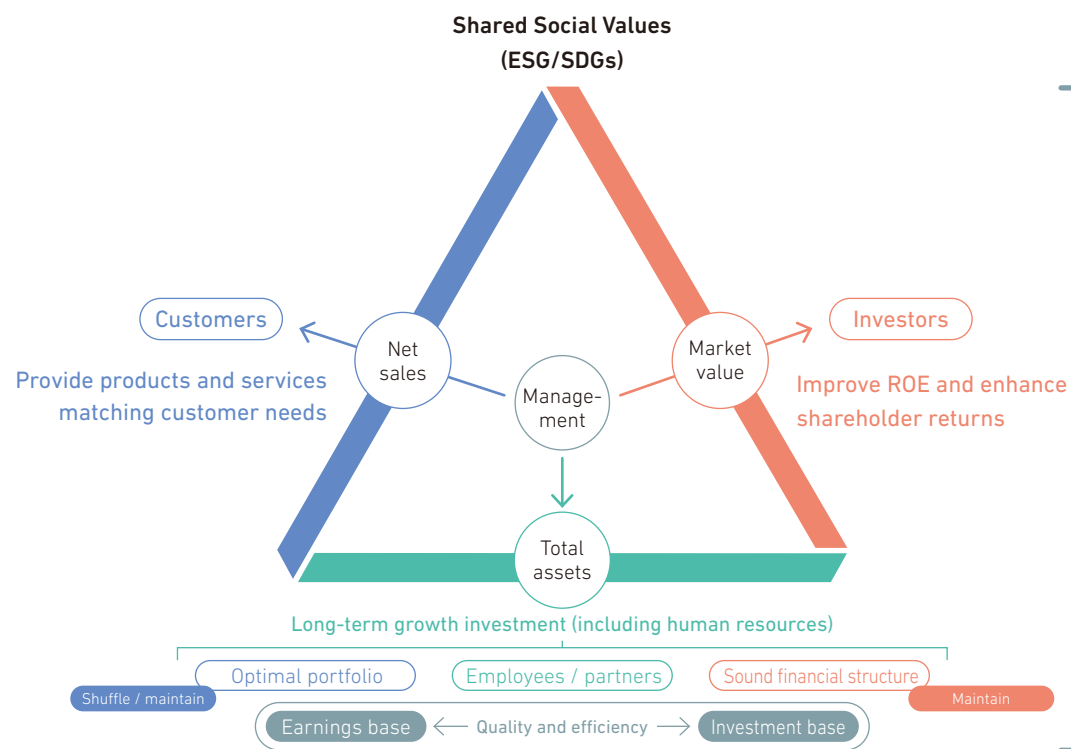 Shared Social Values
(ESG/SDGs)
Customers
Provide products and services
matching customer needs
Net
sales
Manage-
ment
Market
value
Investors
Improve ROE and enhance
shareholder returns
Total
assets
Long-term growth investment (including human resources)
Optimal portfolio
Employees / partners
Sound financial structure
Shuffle / maintain
Maintain
Earnings base
Quality and efficiency
Investment base